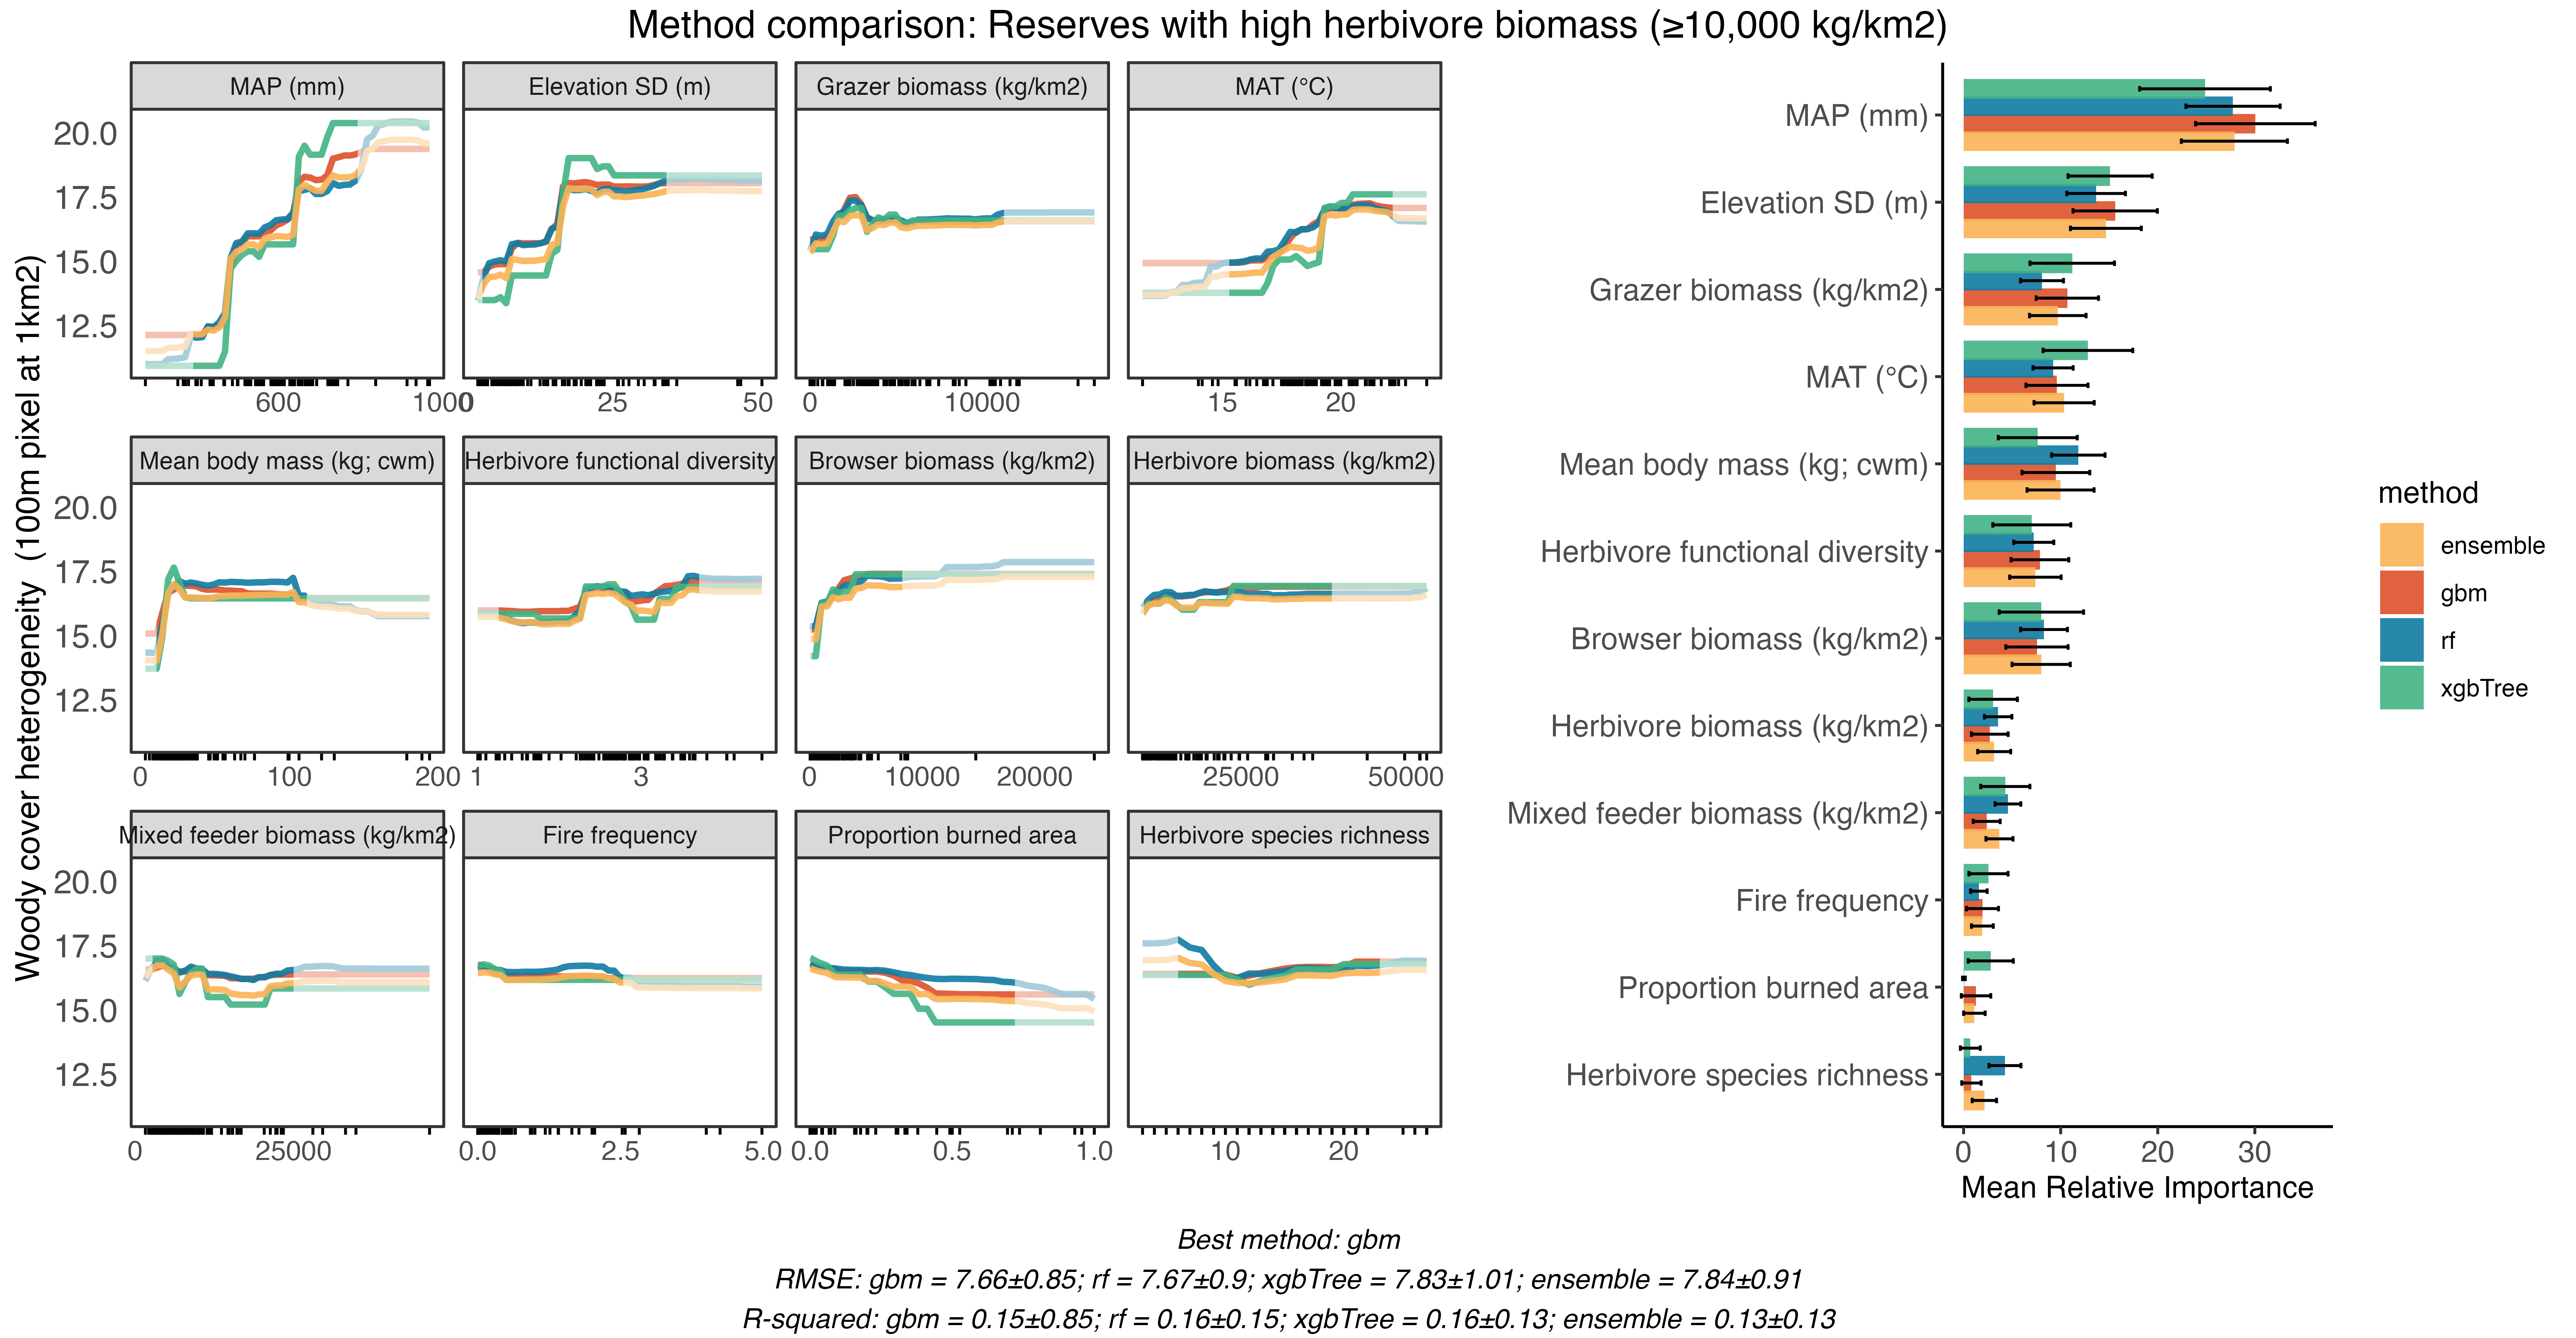 Method comparison: Reserves with high herbivore biomass (≥10,000 kg/km2)
Woody cover heterogeneity (100m pixel at 1km2)
MAP (mm)
Elevation SD (m)
Grazer biomass (kg/km2)
MAT (°C)
20.0
17.5
15.0
12.5
600
1000
0
25
50
0
10000
15
20
Mean body mass (kg; cwm)
Herbivore functional diversity
Browser biomass (kg/km2)
Herbivore biomass (kg/km2)
20.0
17.5
15.0
12.5
0
100
200
1
3
0
10000
20000
25000
50000
Mixed feeder biomass (kg/km2)
Fire frequency
Proportion burned area
Herbivore species richness
20.0
17.5
15.0
12.5
0
25000
0.0
2.5
5.0
0.0
0.5
1.0
10
20
MAP (mm)
Elevation SD (m)
Grazer biomass (kg/km2)
MAT (°C)
Mean body mass (kg; cwm)
Herbivore functional diversity
Browser biomass (kg/km2)
Herbivore biomass (kg/km2)
Mixed feeder biomass (kg/km2)
Fire frequency
Proportion burned area
Herbivore species richness
0
10
20
30
Mean Relative Importance
method
ensemble
gbm
rf
xgbTree
Best method: gbm
RMSE: gbm = 7.66±0.85; rf = 7.67±0.9; xgbTree = 7.83±1.01; ensemble = 7.84±0.91
R-squared: gbm = 0.15±0.85; rf = 0.16±0.15; xgbTree = 0.16±0.13; ensemble = 0.13±0.13